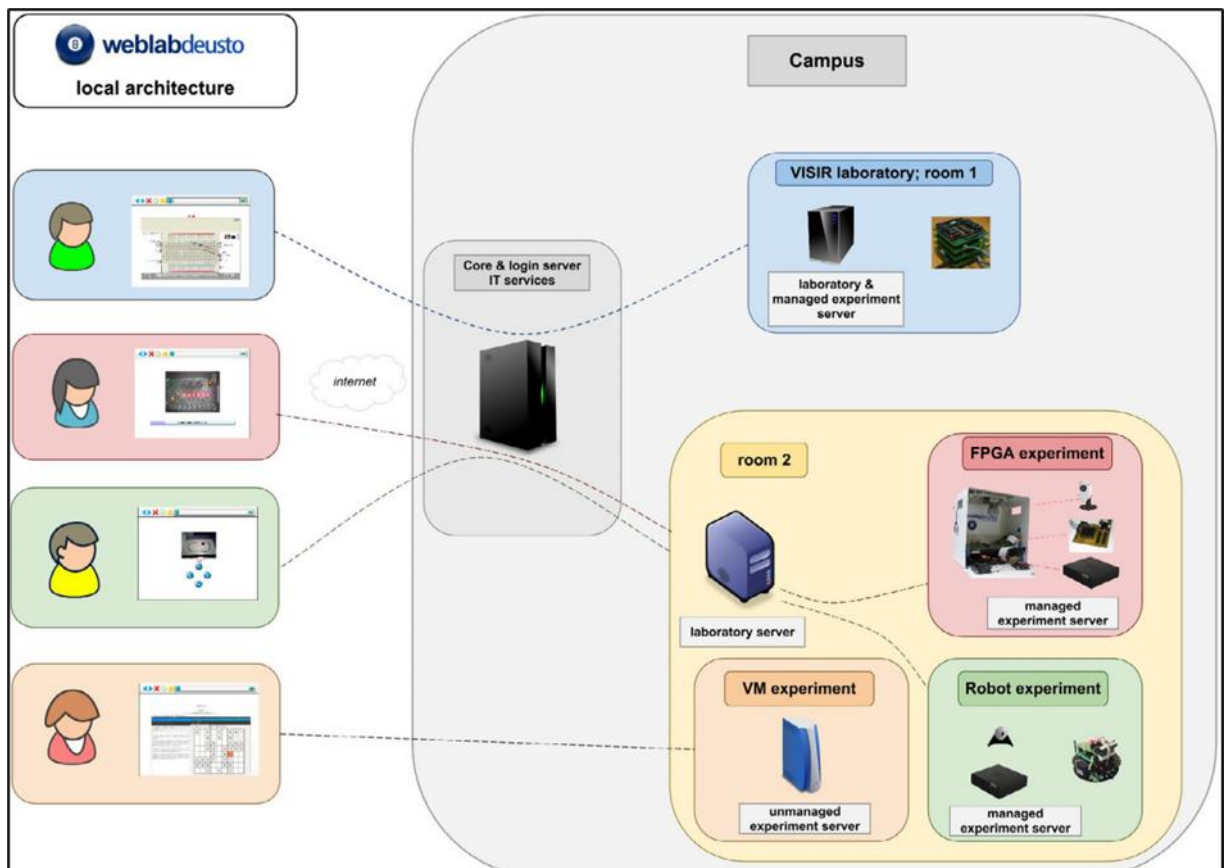 weblabdeusto
local architecture
Campus
VISIR laboratory; room 1
laboratory &
managed experiment
server
Core & login server
IT services
internet
room 2
laboratory server
FPGA experiment
managed
experiment server
VM experiment
unmanaged
experiment server
Robot experiment
managed
experiment server